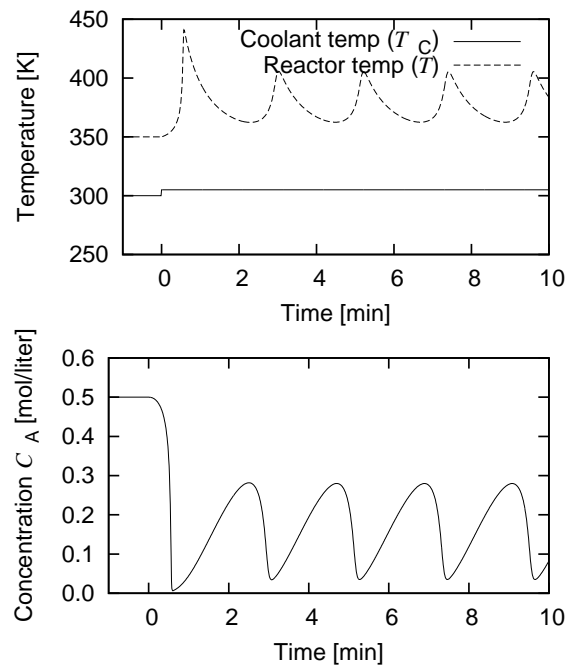 450
400
350
300
250
Temperature [K]
Coolant temp (T C)
Reactor temp (T)
0 2 4 6 8 10
Time [min]
0.6
0.5
0.4
0.3
0.2
0.1
0.0
Concentration C A [mol/liter]
0 2 4 6 8 10
Time [min]